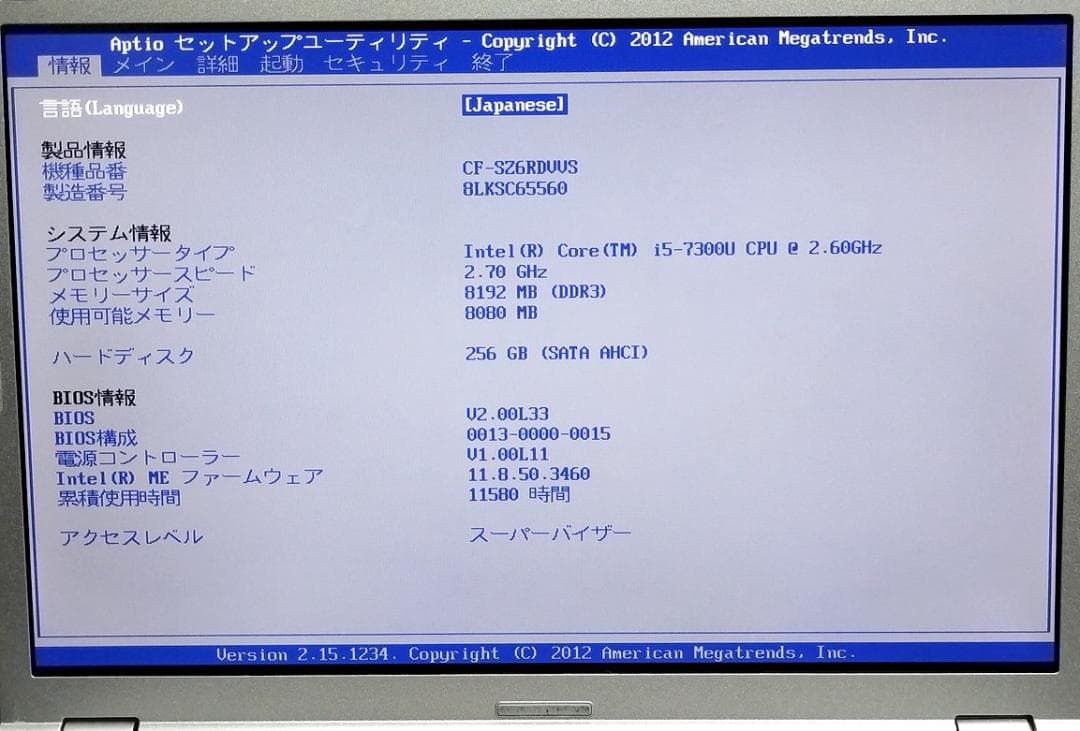 Aptio セットアップユーティリティ - Copyright (C) 2012 American Megatrends, Inc.
情報 メイン 詳細 起動 セキュリティ 終了
言語(Language) [Japanese]
製品情報
機種品番 CF-SZ6RDVVS
製造番号 8LKSC65560
システム情報
プロセッサータイプ Intel(R) Core(TM) i5-7300U CPU @ 2.60GHz
プロセッサースピード 2.70 GHz
メモリーサイズ 8192 MB (DDR3)
使用可能メモリー 8080 MB
ハードディスク 256 GB (SATA AHCI)
BIOS情報
BIOS V2.00L33
BIOS構成 0013-0000-0015
電源コントローラー V1.00L11
Intel(R) ME ファームウェア 11.8.50.3460
累積使用時間 11580 時間
アクセスレベル スーパーバイザー
Version 2.15.1234. Copyright (C) 2012 American Megatrends, Inc.